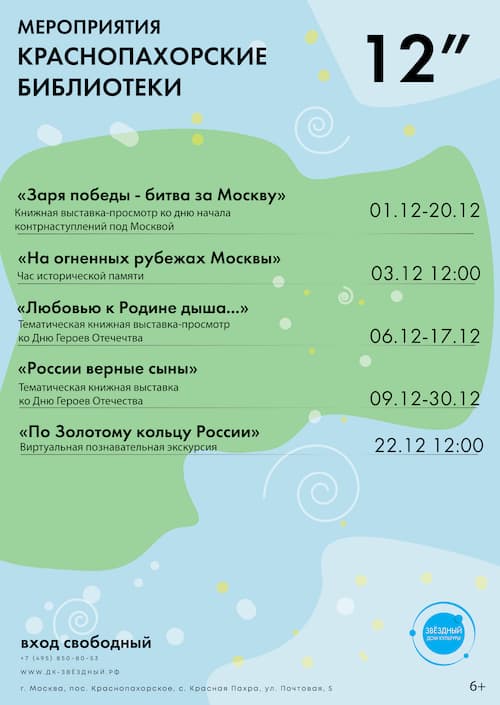 МЕРОПРИЯТИЯ
КРАСНОПАХОРСКИЕ
БИБЛИОТЕКИ
12”
«Заря победы - битва за Москву»
Книжная выставка-просмотр ко дню начала
контрнаступлений под Москвой
01.12-20.12
«На огненных рубежах Москвы»
Час исторической памяти
03.12 12:00
«Любовью к Родине дыша...»
Тематическая книжная выставка-просмотр
ко Дню Героев Отечечтва
06.12-17.12
«России верные сыны»
Тематическая книжная выставка
ко Дню Героев Отечества
09.12-30.12
«По Золотому кольцу России»
Виртуальная познавательная экскурсия
22.12 12:00
вход свободный
+7 (495) 850-80-53
WWW.ДК-ЗВЁЗДНЫЙ.РФ
г. Москва, пос. Краснопахорское, с. Красная Пахра, ул. Почтовая, 5
ЗВЁЗДНЫЙ
ДОМ КУЛЬТУРЫ
6+